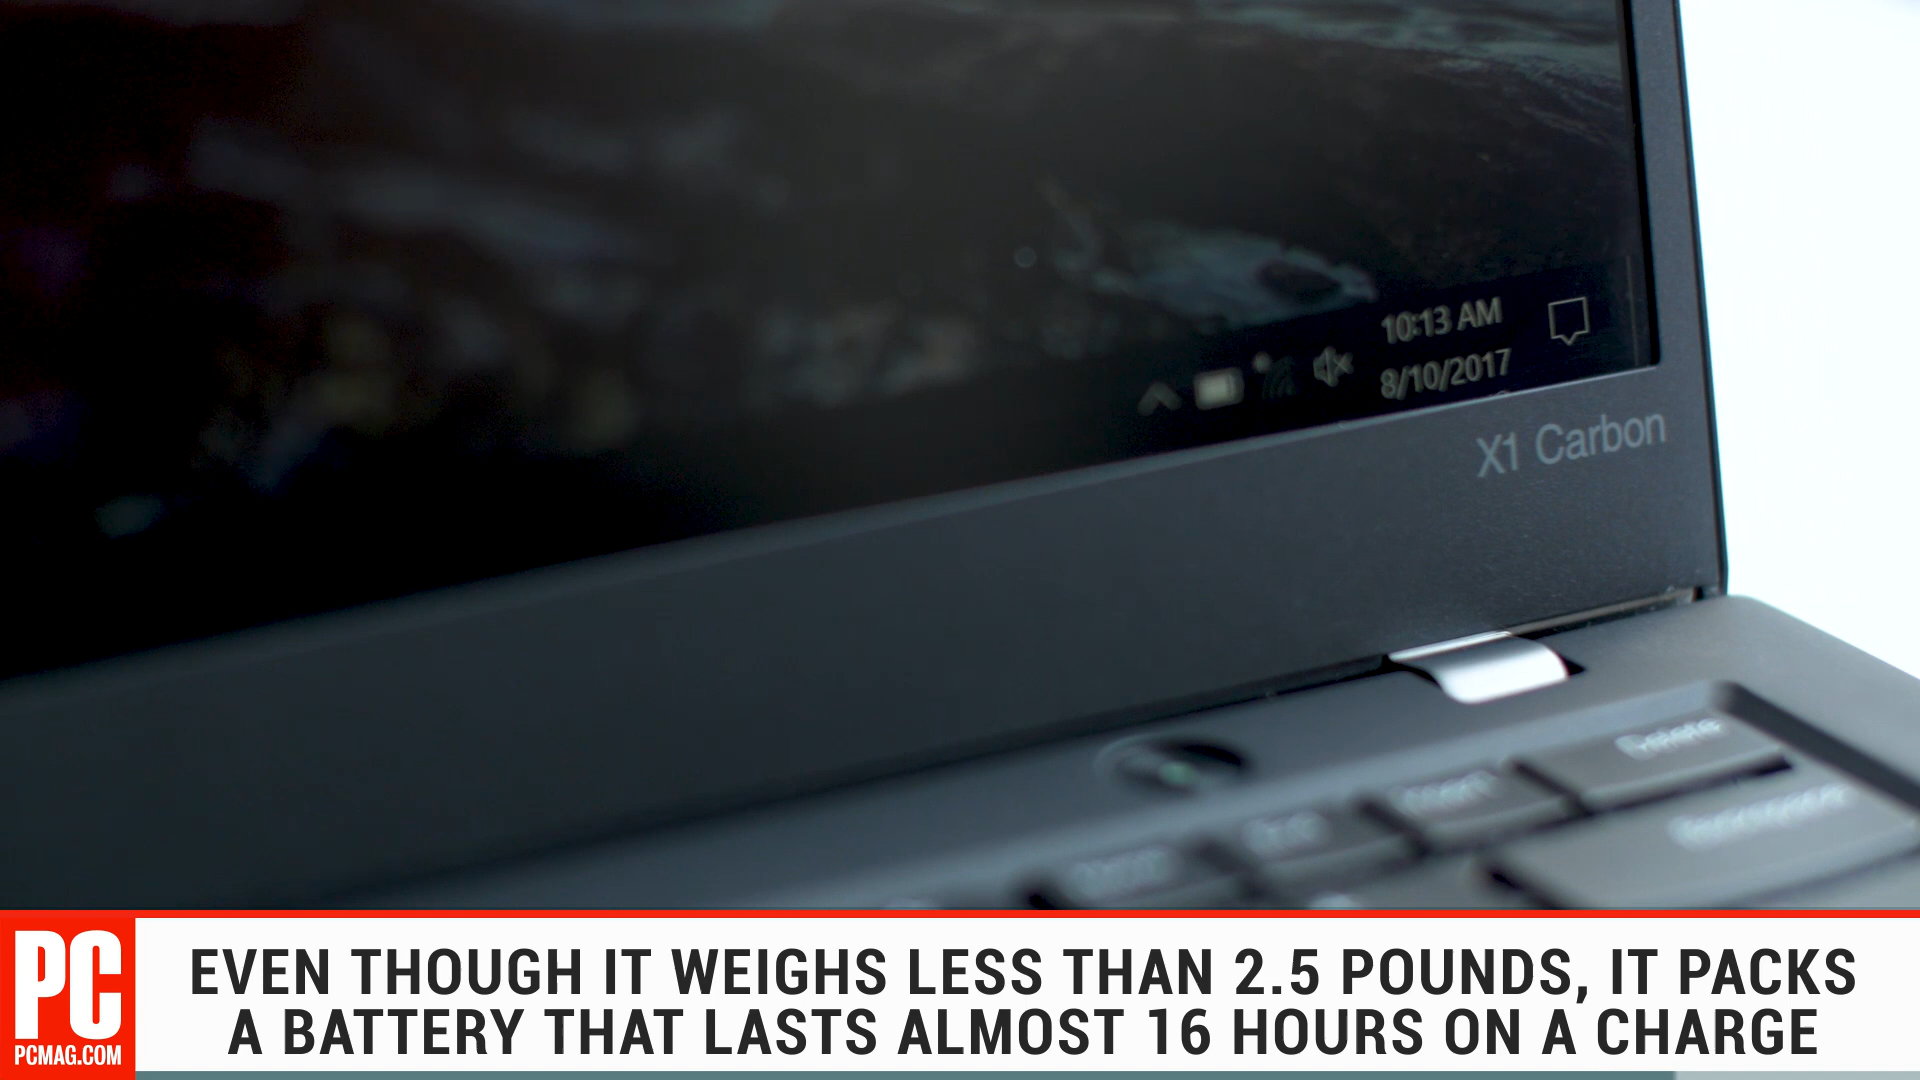 10:13 AM
8/10/2017
X1 Carbon
Delete
PC
PCMAG.COM
EVEN THOUGH IT WEIGHS LESS THAN 2.5 POUNDS, IT PACKS
A BATTERY THAT LASTS ALMOST 16 HOURS ON A CHARGE